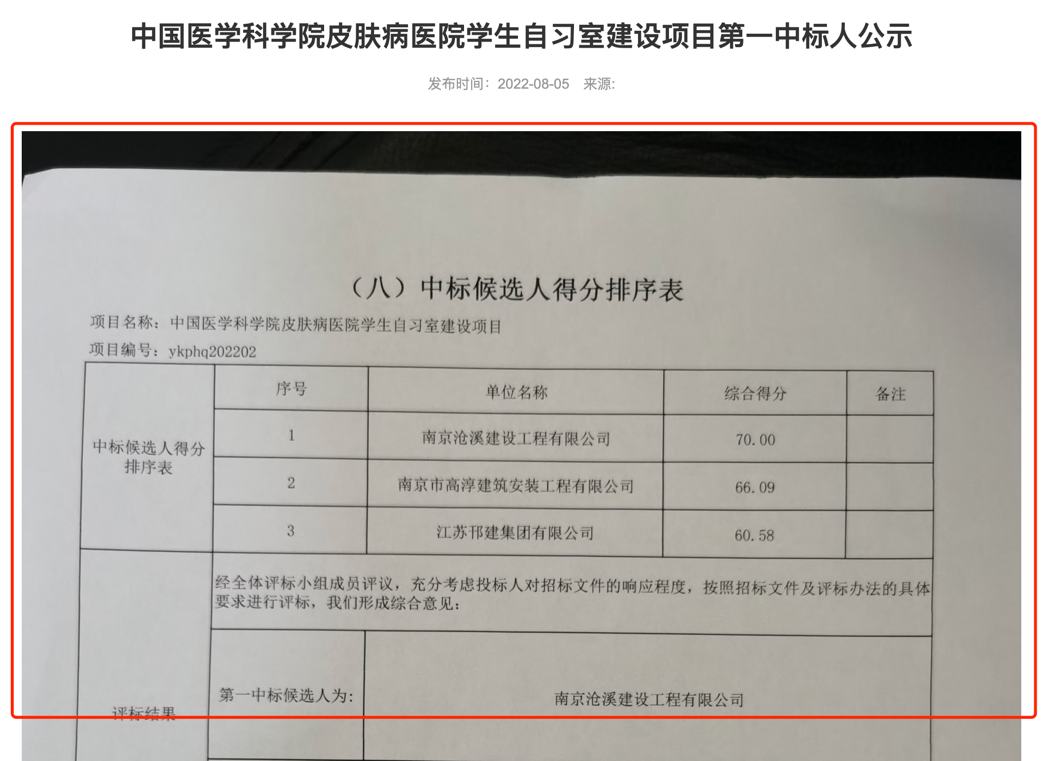 中国医学科学院皮肤病医院学生自习室建设项目第一中标人公示
发布时间：2022-08-05 来源:
（八）中标候选人得分排序表
项目名称：中国医学科学院皮肤病医院学生自习室建设项目
项目编号：ykphq202202
序号 单位名称 综合得分 备注
中标候选人得分
排序表
1 南京沧溪建设工程有限公司 70.00
2 南京市高淳建筑安装工程有限公司 66.09
3 江苏邗建集团有限公司 60.58
经全体评标小组成员评议，充分考虑投标人对招标文件的响应程度，按照招标文件及评标办法的具体
要求进行评标，我们形成综合意见：
评标结果
第一中标候选人为: 南京沧溪建设工程有限公司